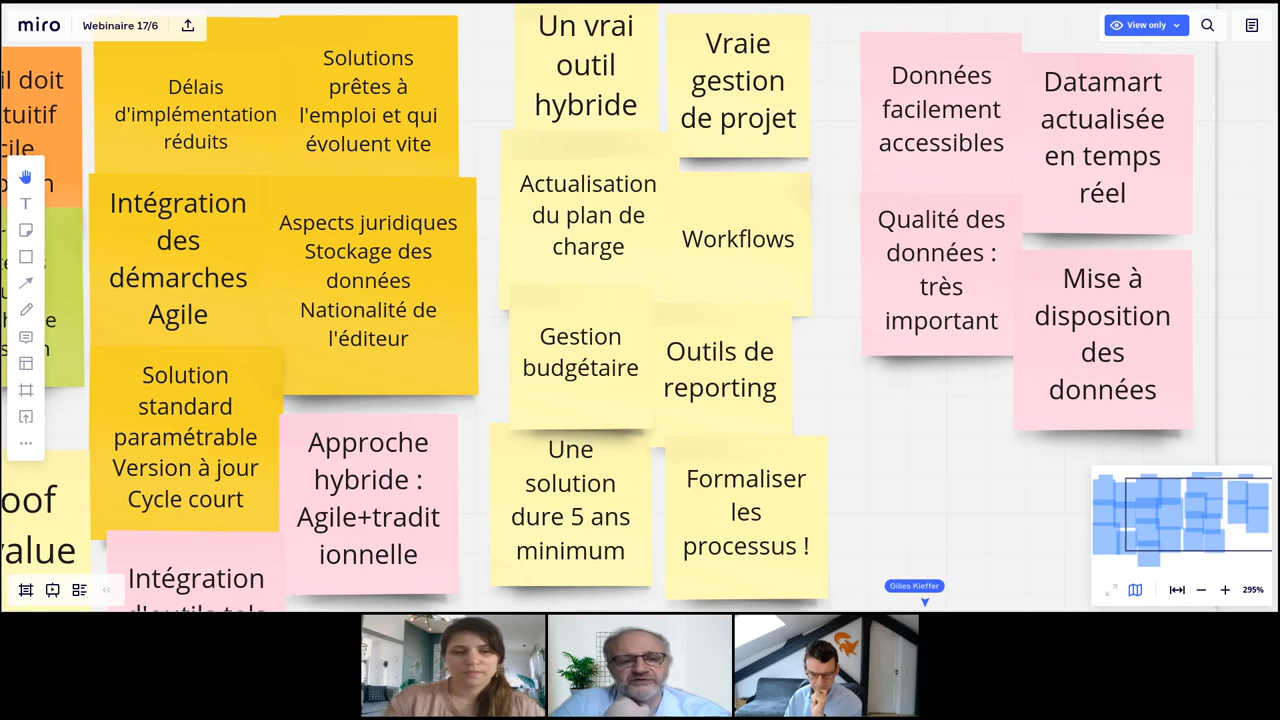 miro
Webinaire 17/6
View only
Délais
d'implémentation
réduits
Solutions
prêtes à
l'emploi et qui
évoluent vite
Intégration
des
démarches
Agile
Aspects juridiques
Stockage des
données
Nationalité de
l'éditeur
Solution
standard
paramétrable
Version à jour
Cycle court
Approche
hybride :
Agile+tradit
ionnelle
Intégration
Un vrai
outil
hybride
Vraie
gestion
de projet
Actualisation
du plan de
charge
Workflows
Gestion
budgétaire
Outils de
reporting
Une
solution
dure 5 ans
minimum
Formaliser
les
processus !
Données
facilement
accessibles
Datamart
actualisée
en temps
réel
Qualité des
données :
très
important
Mise à
disposition
des
données
doit
Gilles Kieffer
295%